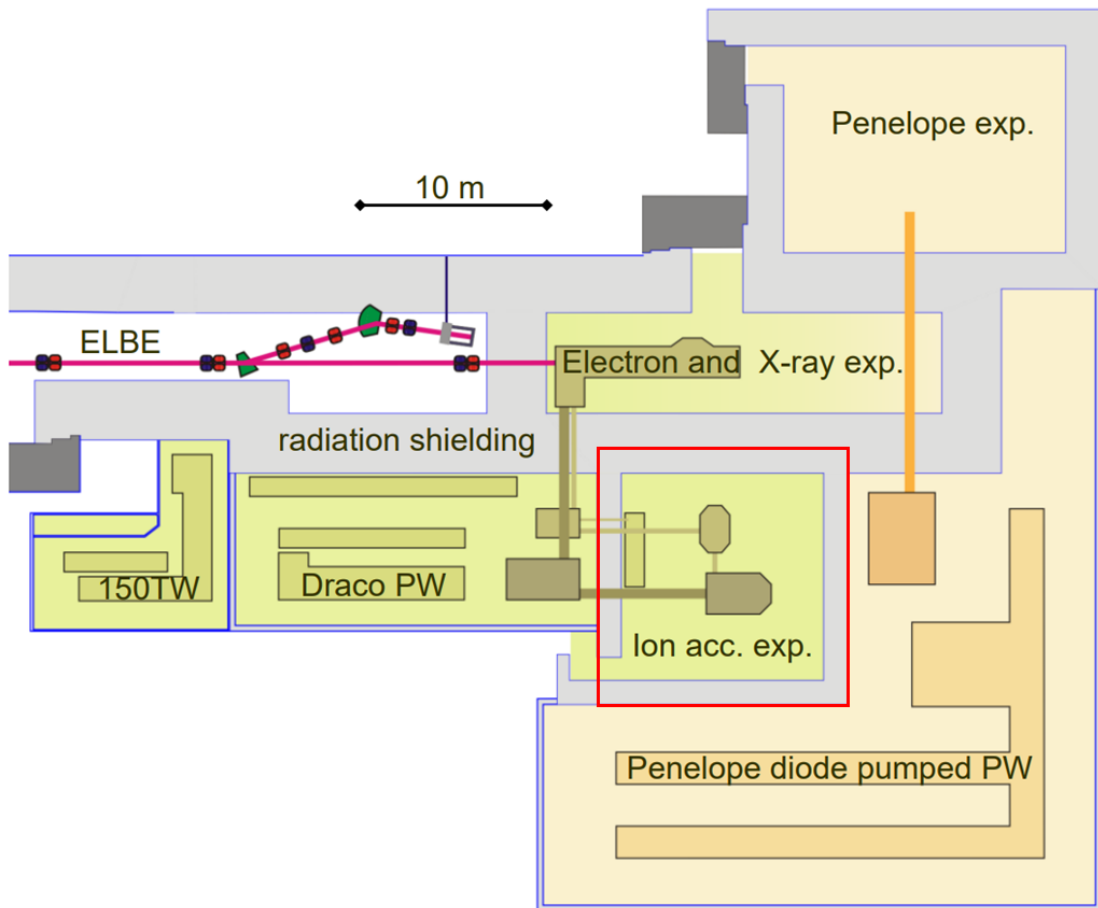 Penelope exp.
10 m
ELBE
Electron and X-ray exp.
radiation shielding
150TW
Draco PW
Ion acc. exp.
Penelope diode pumped PW